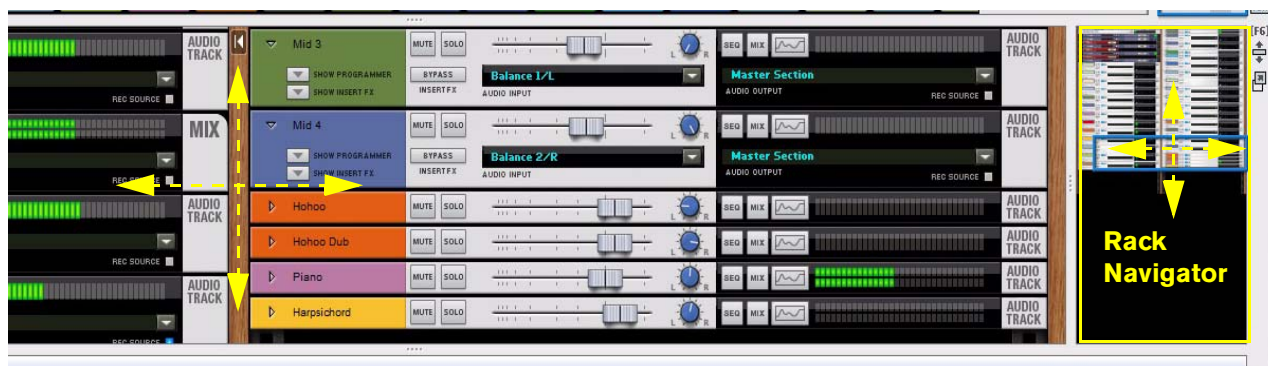 AUDIO TRACK
REC SOURCE
MIX
REC SOURCE
AUDIO TRACK
REC SOURCE
AUDIO TRACK
REC SOURCE
Mid 3
MUTE SOLO
L R
SEQ MIX
AUDIO TRACK
SHOW PROGRAMMER
SHOW INSERT FX
BYPASS
INSERT FX
Balance 1/L
AUDIO INPUT
Master Section
AUDIO OUTPUT
REC SOURCE
Mid 4
MUTE SOLO
L R
SEQ MIX
AUDIO TRACK
SHOW PROGRAMMER
SHOW INSERT FX
BYPASS
INSERT FX
Balance 2/R
AUDIO INPUT
Master Section
AUDIO OUTPUT
REC SOURCE
Hohoo
MUTE SOLO
L R
SEQ MIX
AUDIO TRACK
Hohoo Dub
MUTE SOLO
L R
SEQ MIX
AUDIO TRACK
Piano
MUTE SOLO
L R
SEQ MIX
AUDIO TRACK
Harpsichord
MUTE SOLO
L R
SEQ MIX
AUDIO TRACK
[F6]
Rack
Navigator